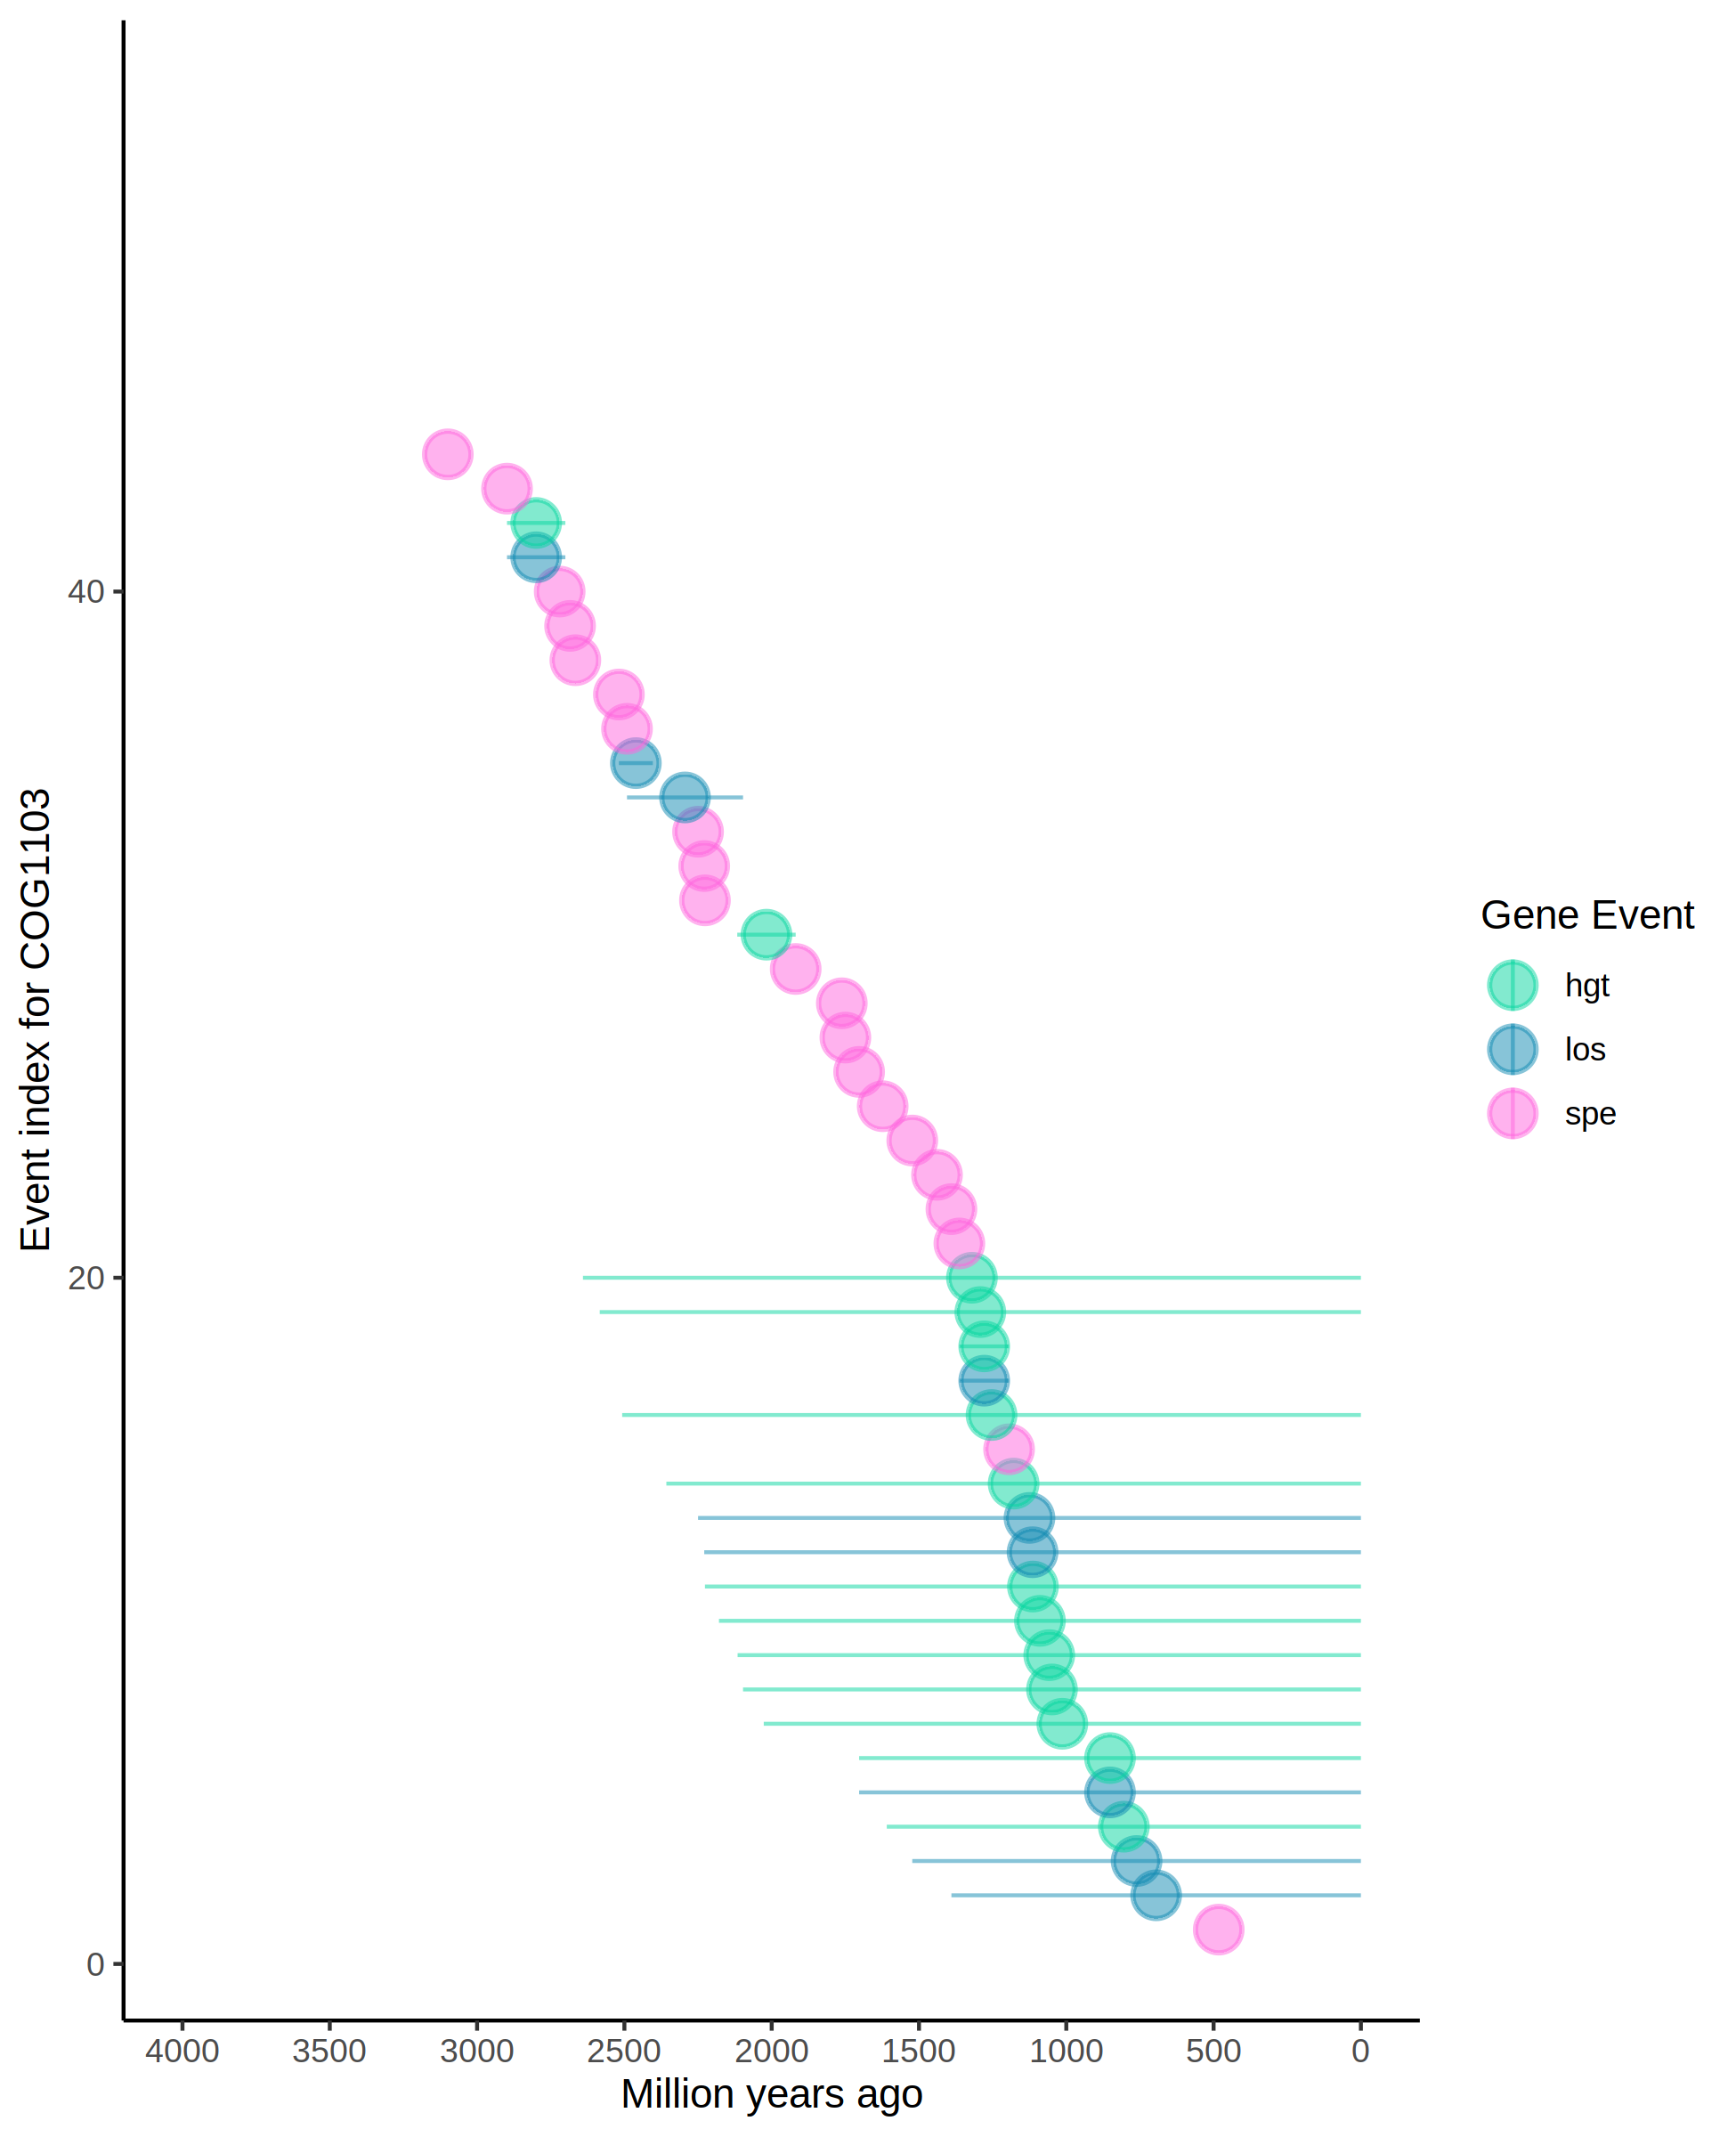 Event index for COG1103
40
20
0
4000 3500 3000 2500 2000 1500 1000 500 0
Million years ago
Gene Event
hgt
los
spe